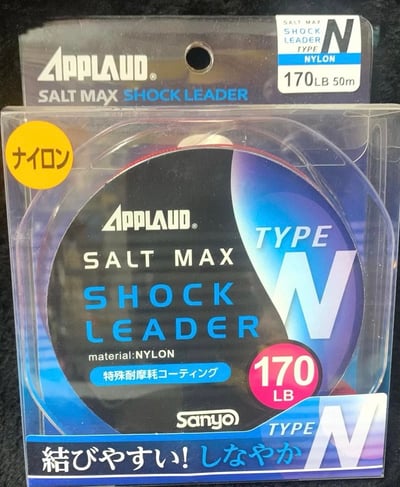 APPLAUD®
SALT MAX SHOCK LEADER
SALT MAX
SHOCK
LEADER
TYPE N
NYLON
170LB 50m
ナイロン
APPLAUD®
SALT MAX
SHOCK
LEADER
material:NYLON
特殊耐摩耗コーティング
TYPE
N
170
LB
Sanyo
結びやすい! しなやか
TYPE
N